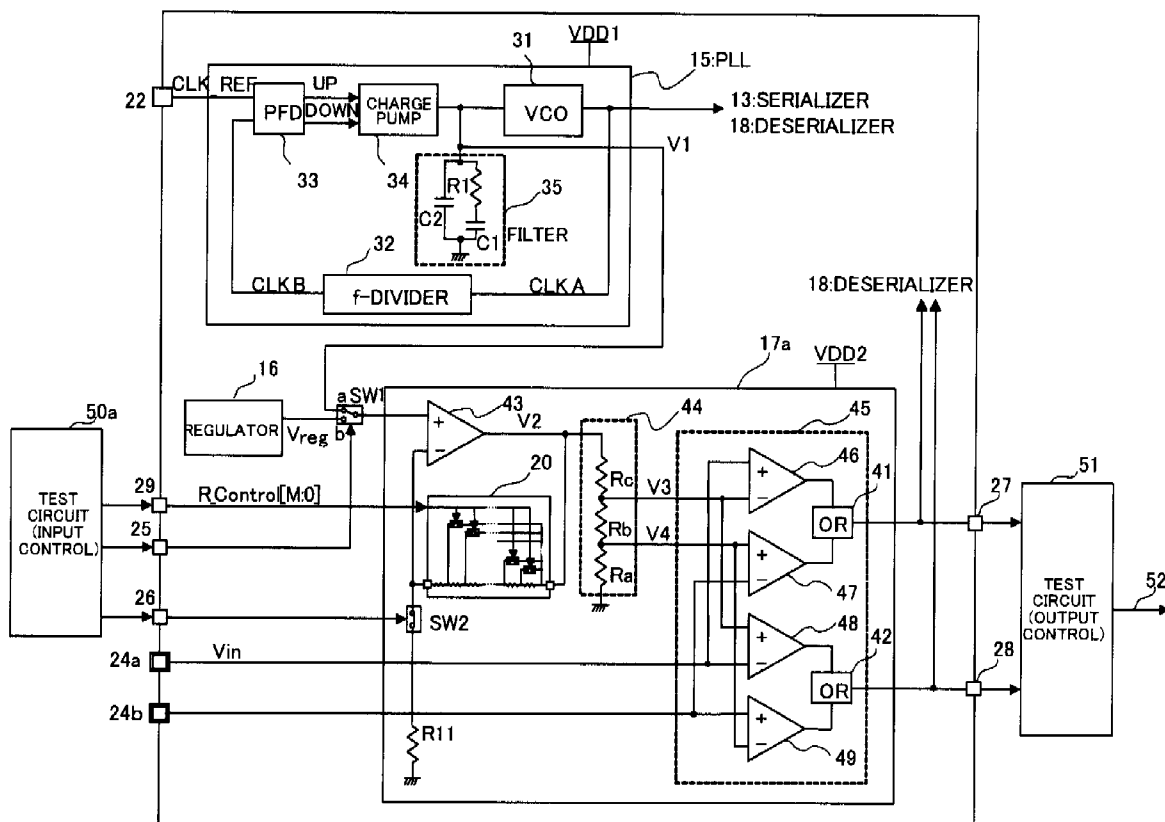 VDD1
31
15:PLL
CLK_REF
UP
DOWN
22
PFD
CHARGE
PUMP
VCO
13:SERIALIZER
18:DESERIALIZER
33
34
V1
R1
35
C2
C1
FILTER
32
CLKB
f-DIVIDER
CLKA
18:DESERIALIZER
17a
VDD2
16
a
SW1
50a
REGULATOR
Vreg
b
43
V2
44
45
+
−
46
51
29
R_Control[M:0]
20
Rc
V3
+
−
41
OR
27
TEST
CIRCUIT
(INPUT
CONTROL)
25
Rb
V4
+
−
47
Ra
26
SW2
TEST
CIRCUIT
(OUTPUT
CONTROL)
52
24a
Vin
+
−
48
42
OR
28
24b
R11
+
−
49